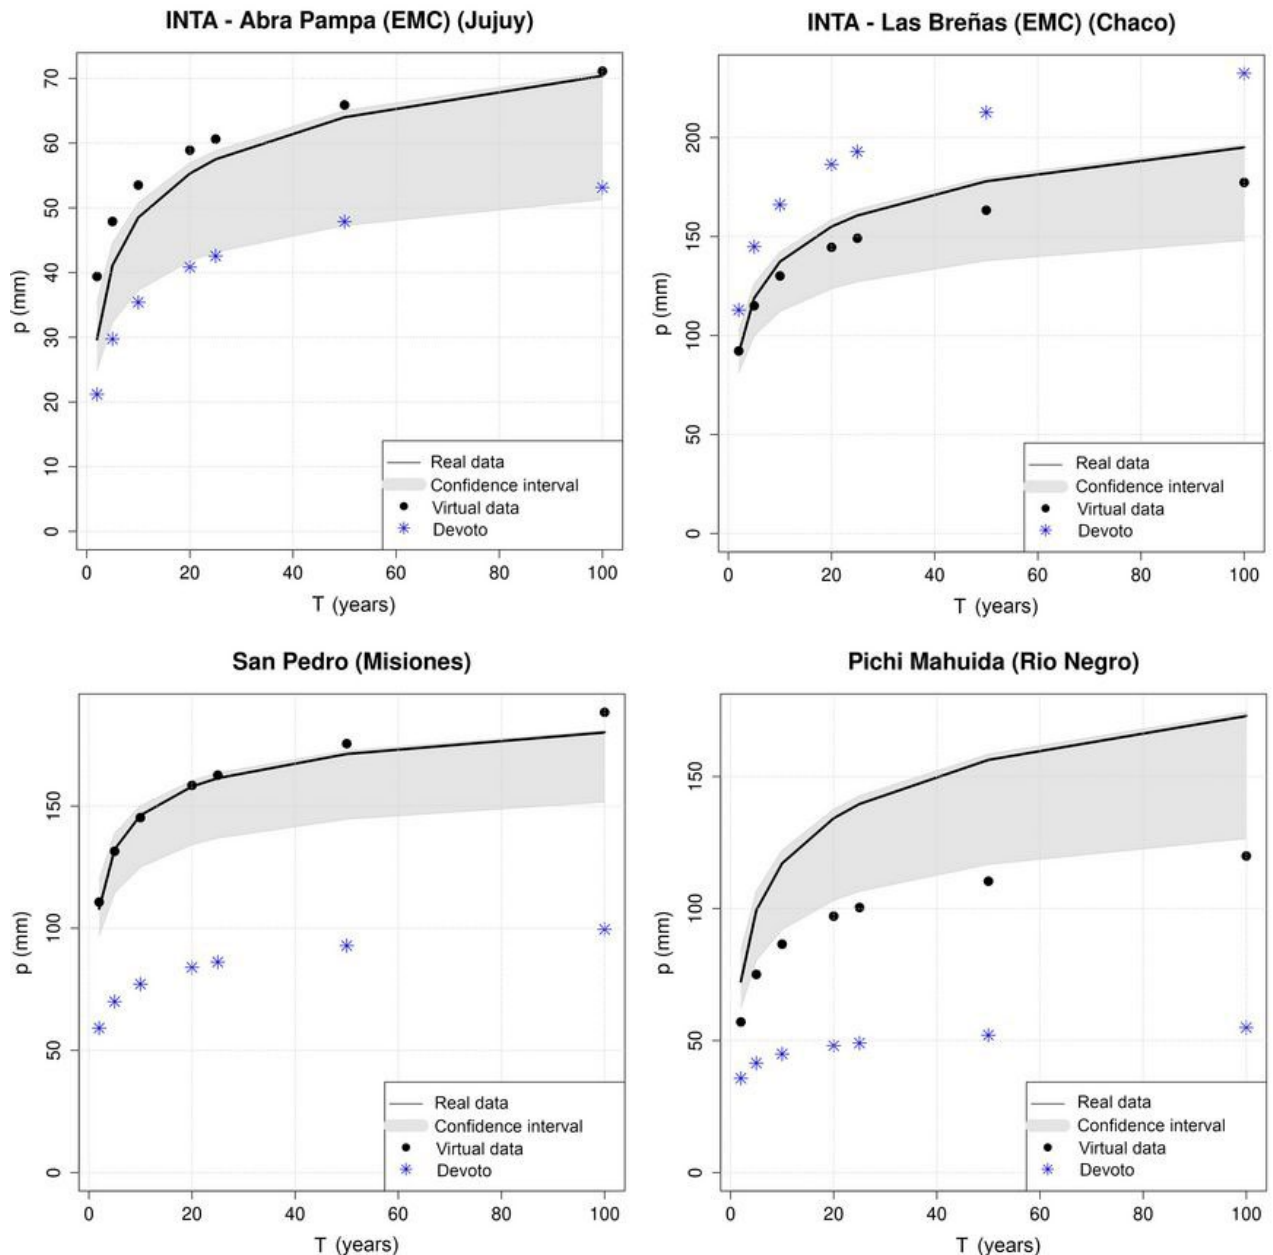 INTA - Abra Pampa (EMC) (Jujuy)
p (mm)
70
60
50
40
30
20
10
0
Real data
Confidence interval
Virtual data
Devoto
0 20 40 60 80 100
T (years)
INTA - Las Breñas (EMC) (Chaco)
p (mm)
200
150
100
50
0
Real data
Confidence interval
Virtual data
Devoto
0 20 40 60 80 100
T (years)
San Pedro (Misiones)
p (mm)
150
100
50
0
Real data
Confidence interval
Virtual data
Devoto
0 20 40 60 80 100
T (years)
Pichi Mahuida (Rio Negro)
p (mm)
150
100
50
0
Real data
Confidence interval
Virtual data
Devoto
0 20 40 60 80 100
T (years)